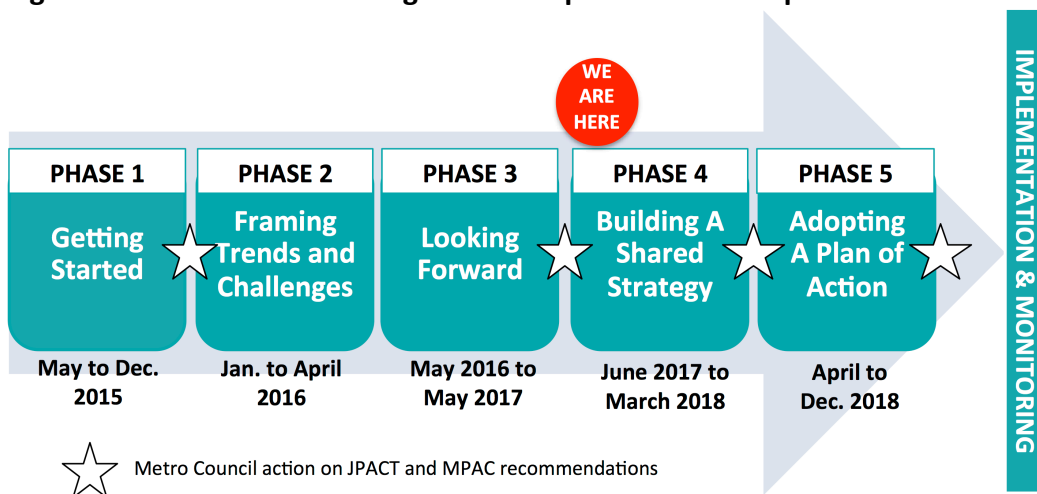 WE
ARE
HERE
PHASE 1
PHASE 2
PHASE 3
PHASE 4
PHASE 5
Getting
Started
Framing
Trends and
Challenges
Looking
Forward
Building A
Shared
Strategy
Adopting
A Plan of
Action
May to Dec.
2015
Jan. to April
2016
May 2016 to
May 2017
June 2017 to
March 2018
April to
Dec. 2018
IMPLEMENTATION & MONITORING
Metro Council action on JPACT and MPAC recommendations